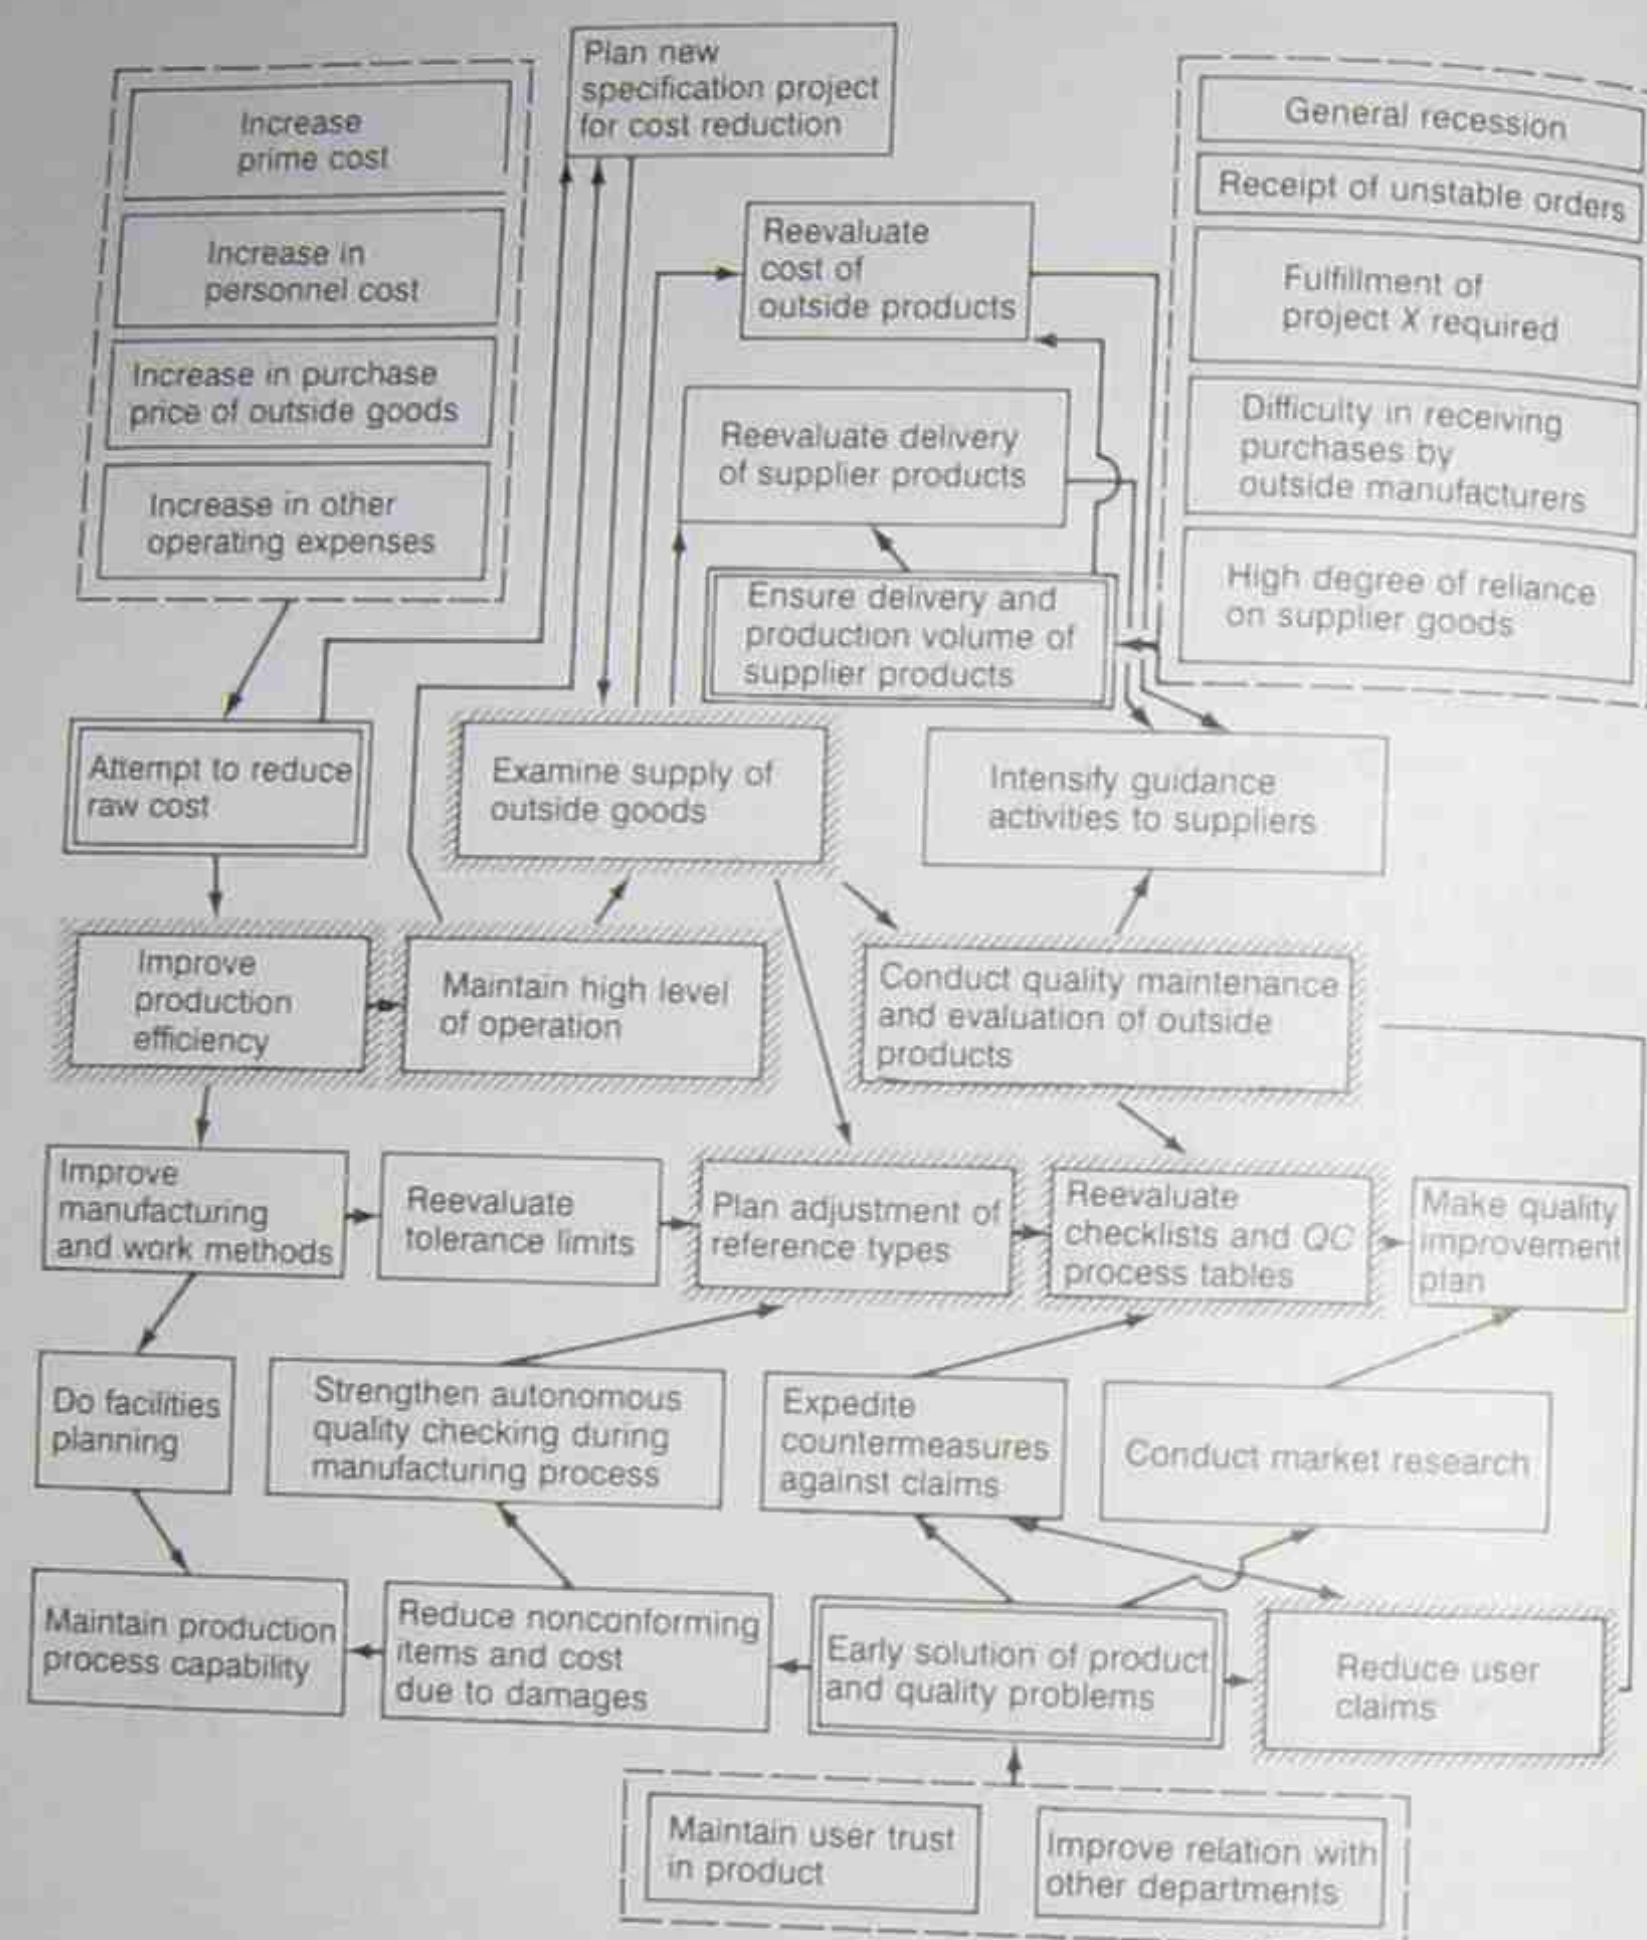 Plan new
specification project
for cost reduction
Increase
prime cost
Increase in
personnel cost
Increase in purchase
price of outside goods
Increase in other
operating expenses
General recession
Receipt of unstable orders
Fulfillment of
project X required
Difficulty in receiving
purchases by
outside manufacturers
High degree of reliance
on supplier goods
Reevaluate
cost of
outside products
Reevaluate delivery
of supplier products
Ensure delivery and
production volume of
supplier products
Attempt to reduce
raw cost
Examine supply of
outside goods
Intensify guidance
activities to suppliers
Improve
production
efficiency
Maintain high level
of operation
Conduct quality maintenance
and evaluation of outside
products
Improve
manufacturing
and work methods
Reevaluate
tolerance limits
Plan adjustment of
reference types
Reevaluate
checklists and QC
process tables
Make quality
improvement
plan
Do facilities
planning
Strengthen autonomous
quality checking during
manufacturing process
Expedite
countermeasures
against claims
Conduct market research
Maintain production
process capability
Reduce nonconforming
items and cost
due to damages
Early solution of product
and quality problems
Reduce user
claims
Maintain user trust
in product
Improve relation with
other departments